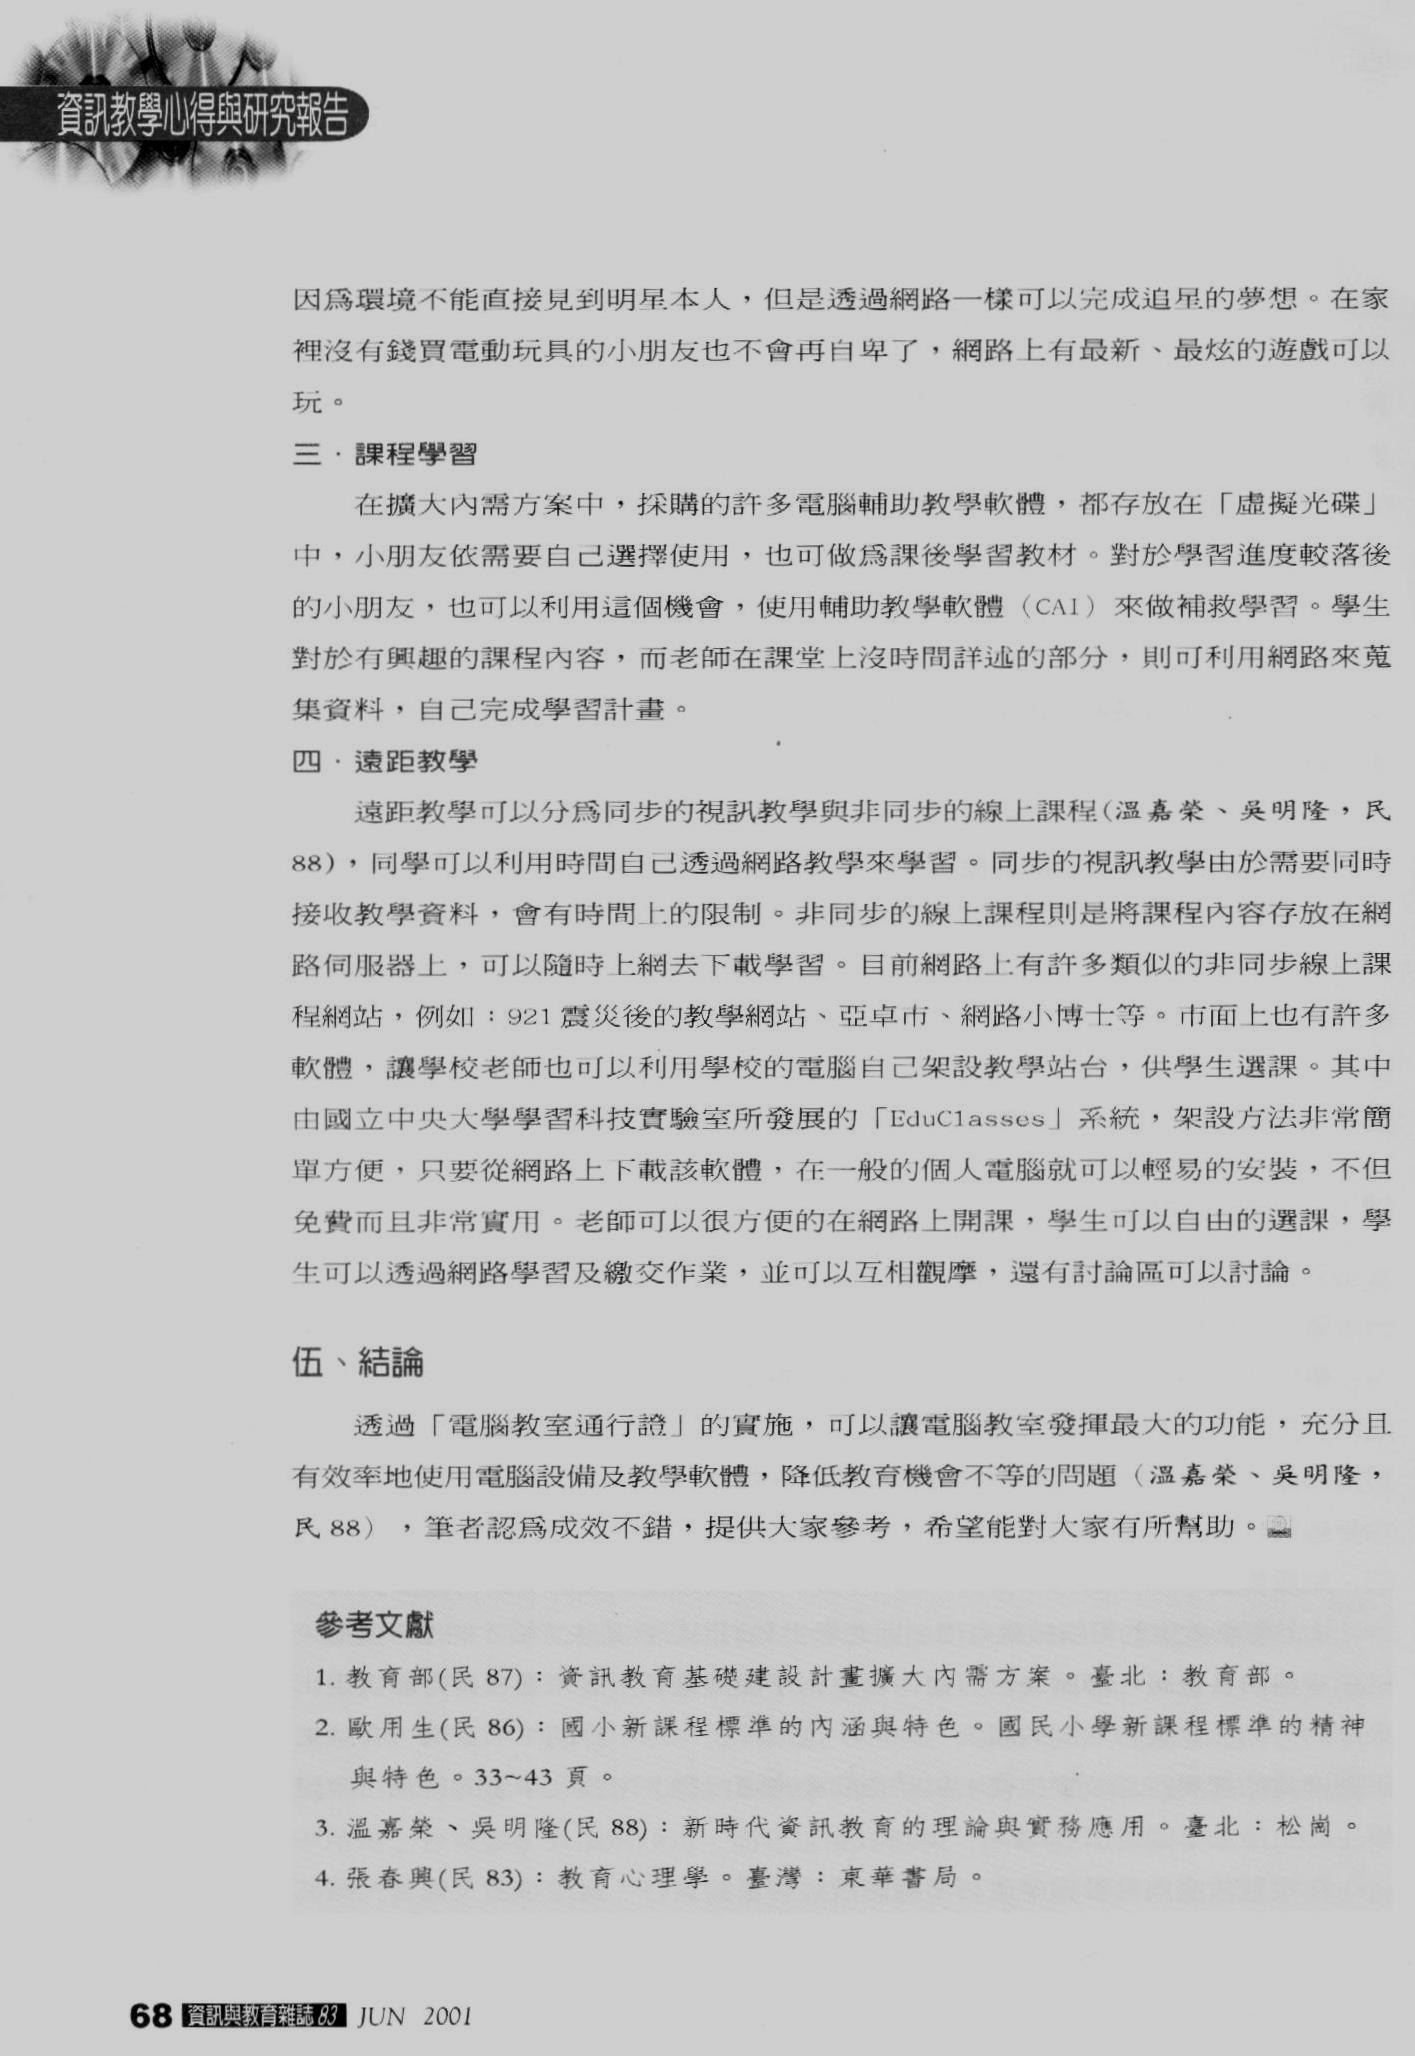 資訊教學心得與研究報告
因為環境不能直接見到明星本人，但是透過網路一樣可以完成追星的夢想。在家
裡沒有錢買電動玩具的小朋友也不會再自卑了，網路上有最新、最炫的遊戲可以
玩。
三．課程學習
在擴大內需方案中，採購的許多電腦輔助教學軟體，都存放在「虛擬光碟」
中，小朋友依需要自己選擇使用，也可做為課後學習教材。對於學習進度較落後
的小朋友，也可以利用這個機會，使用輔助教學軟體（CAI）來做補救學習。學生
對於有興趣的課程內容，而老師在課堂上沒時間詳述的部分，則可利用網路來蒐
集資料，自己完成學習計畫。
四．遠距教學
遠距教學可以分為同步的視訊教學與非同步的線上課程(溫嘉榮、吳明隆，民
88)，同學可以利用時間自己透過網路教學來學習。同步的視訊教學由於需要同時
接收教學資料，會有時間上的限制。非同步的線上課程則是將課程內容存放在網
路伺服器上，可以隨時上網去下載學習。目前網路上有許多類似的非同步線上課
程網站，例如：921震災後的教學網站、亞卓市、網路小博士等。市面上也有許多
軟體，讓學校老師也可以利用學校的電腦自己架設教學站台，供學生選課。其中
由國立中央大學學習科技實驗室所發展的「EduClasses」系統，架設方法非常簡
單方便，只要從網路上下載該軟體，在一般的個人電腦就可以輕易的安裝，不但
免費而且非常實用。老師可以很方便的在網路上開課，學生可以自由的選課，學
生可以透過網路學習及繳交作業，並可以互相觀摩，還有討論區可以討論。
伍、結論
透過「電腦教室通行證」的實施，可以讓電腦教室發揮最大的功能，充分且
有效率地使用電腦設備及教學軟體，降低教育機會不等的問題（溫嘉榮、吳明隆，
民88），筆者認為成效不錯，提供大家參考，希望能對大家有所幫助。
參考文獻
1. 教育部(民 87)：資訊教育基礎建設計畫擴大內需方案。臺北：教育部。
2. 歐用生(民 86)：國小新課程標準的內涵與特色。國民小學新課程標準的精神
與特色。33~43 頁。
3. 溫嘉榮、吳明隆(民 88)：新時代資訊教育的理論與實務應用。臺北：松崗。
4. 張春興(民 83)：教育心理學。臺灣：東華書局。
68 資訊與教育雜誌 83 JUN 2001